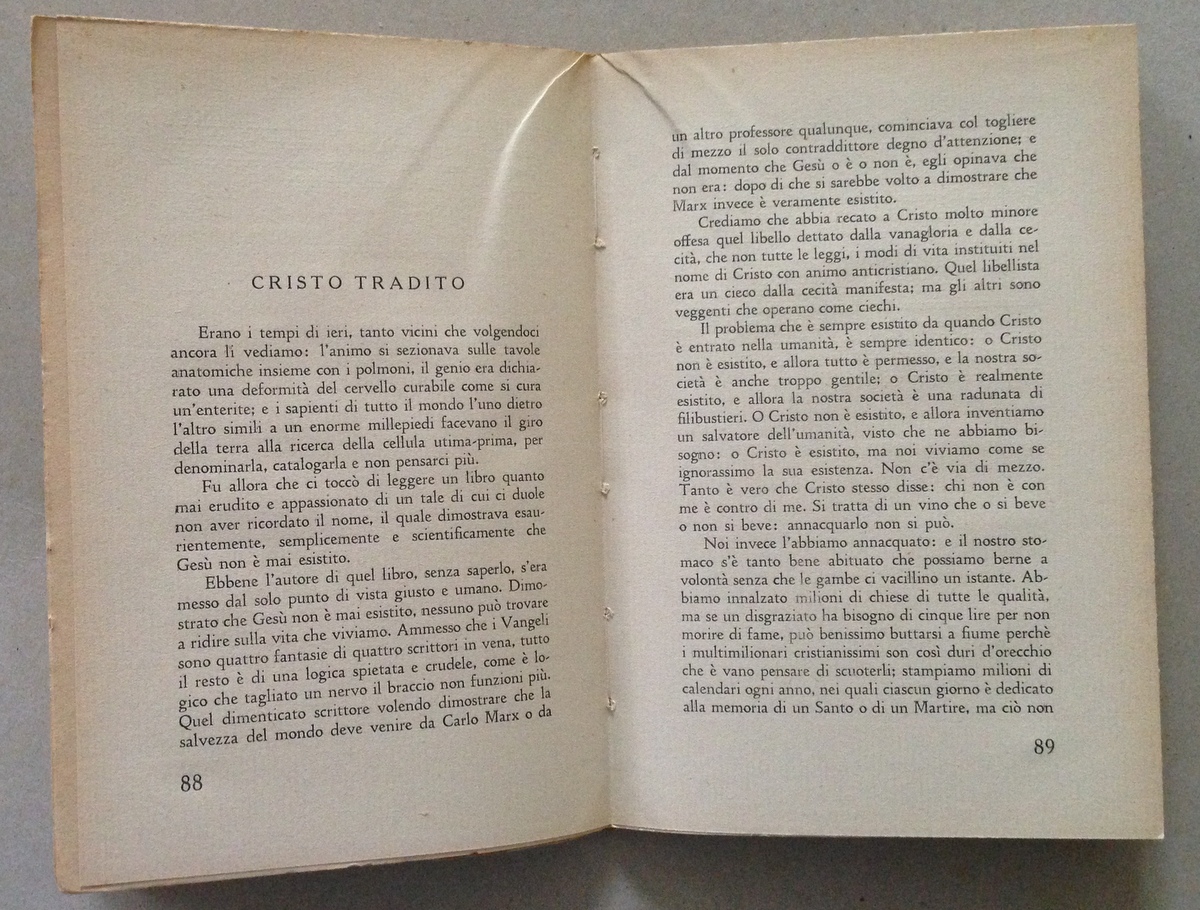 CRISTO TRADITO
Erano i tempi di ieri, tanto vicini che volgendoci
ancora lí vediamo: l'animo si sezionava sulle tavole
anatomiche insieme con i polmoni, il genio era dichia-
rato una deformità del cervello curabile come si cura
un'enterite; e i sapienti di tutto il mondo l'uno dietro
l'altro simili a un enorme millepiedi facevano il giro
della terra alla ricerca della cellula utima-prima, per
denominarla, catalogarla e non pensarci più.
Fu allora che ci toccò di leggere un libro quanto
mai erudito e appassionato di un tale di cui ci duole
non aver ricordato il nome, il quale dimostrava esau-
rientemente, semplicemente e scientificamente che
Gesù non è mai esistito.
Ebbene l'autore di quel libro, senza saperlo, s'era
messo dal solo punto di vista giusto e umano. Dimo-
strato che Gesù non è mai esistito, nessuno può trovare
a ridire sulla vita che viviamo. Ammesso che i Vangeli
sono quattro fantasie di quattro scrittori in vena, tutto
il resto è di una logica spietata e crudele, come è lo-
gico che tagliato un nervo il braccio non funzioni più.
Quel dimenticato scrittore volendo dimostrare che la
salvezza del mondo deve venire da Carlo Marx o da
88
un altro professore qualunque, cominciava col togliere
di mezzo il solo contraddittore degno d'attenzione; e
dal momento che Gesù o è o non è, egli opinava che
non era: dopo di che si sarebbe volto a dimostrare che
Marx invece è veramente esistito.
Crediamo che abbia recato a Cristo molto minore
offesa quel libello dettato dalla vanagloria e dalla ce-
cità, che non tutte le leggi, i modi di vita instituiti nel
nome di Cristo con animo anticristiano. Quel libellista
era un cieco dalla cecità manifesta; ma gli altri sono
veggenti che operano come ciechi.
Il problema che è sempre esistito da quando Cristo
è entrato nella umanità, è sempre identico: o Cristo
non è esistito, e allora tutto è permesso, e la nostra so-
cietà è anche troppo gentile; o Cristo è realmente
esistito, e allora la nostra società è una radunata di
filibustieri. O Cristo non è esistito, e allora inventiamo
un salvatore dell'umanità, visto che ne abbiamo bi-
sogno: o Cristo è esistito, ma noi viviamo come se
ignorassimo la sua esistenza. Non c'è via di mezzo.
Tanto è vero che Cristo stesso disse: chi non è con
me è contro di me. Si tratta di un vino che o si beve
o non si beve: annacquarlo non si può.
Noi invece l'abbiamo annacquato: e il nostro sto-
maco s'è tanto bene abituato che possiamo berne a
volontà senza che le gambe ci vacillino un istante. Ab-
biamo innalzato milioni di chiese di tutte le qualità,
ma se un disgraziato ha bisogno di cinque lire per non
morire di fame, può benissimo buttarsi a fiume perchè
i multimilionari cristianissimi son così duri d'orecchio
che è vano pensare di scuoterli; stampiamo milioni di
calendari ogni anno, nei quali ciascun giorno è dedicato
alla memoria di un Santo o di un Martire, ma ciò non
89